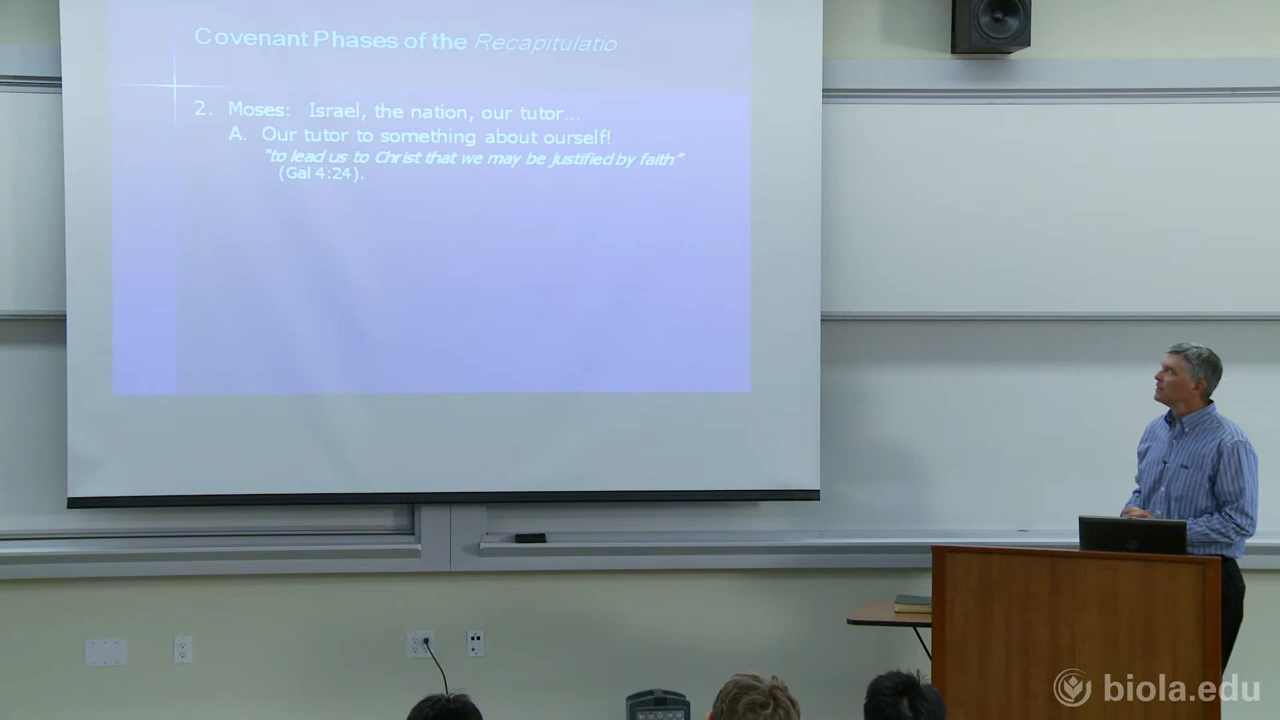 Covenant Phases of the Recapitulatio
2. Moses: Israel, the nation, our tutor...
A. Our tutor to something about ourself!
"to lead us to Christ that we may be justified by faith"
(Gal 4:24).
biola.edu